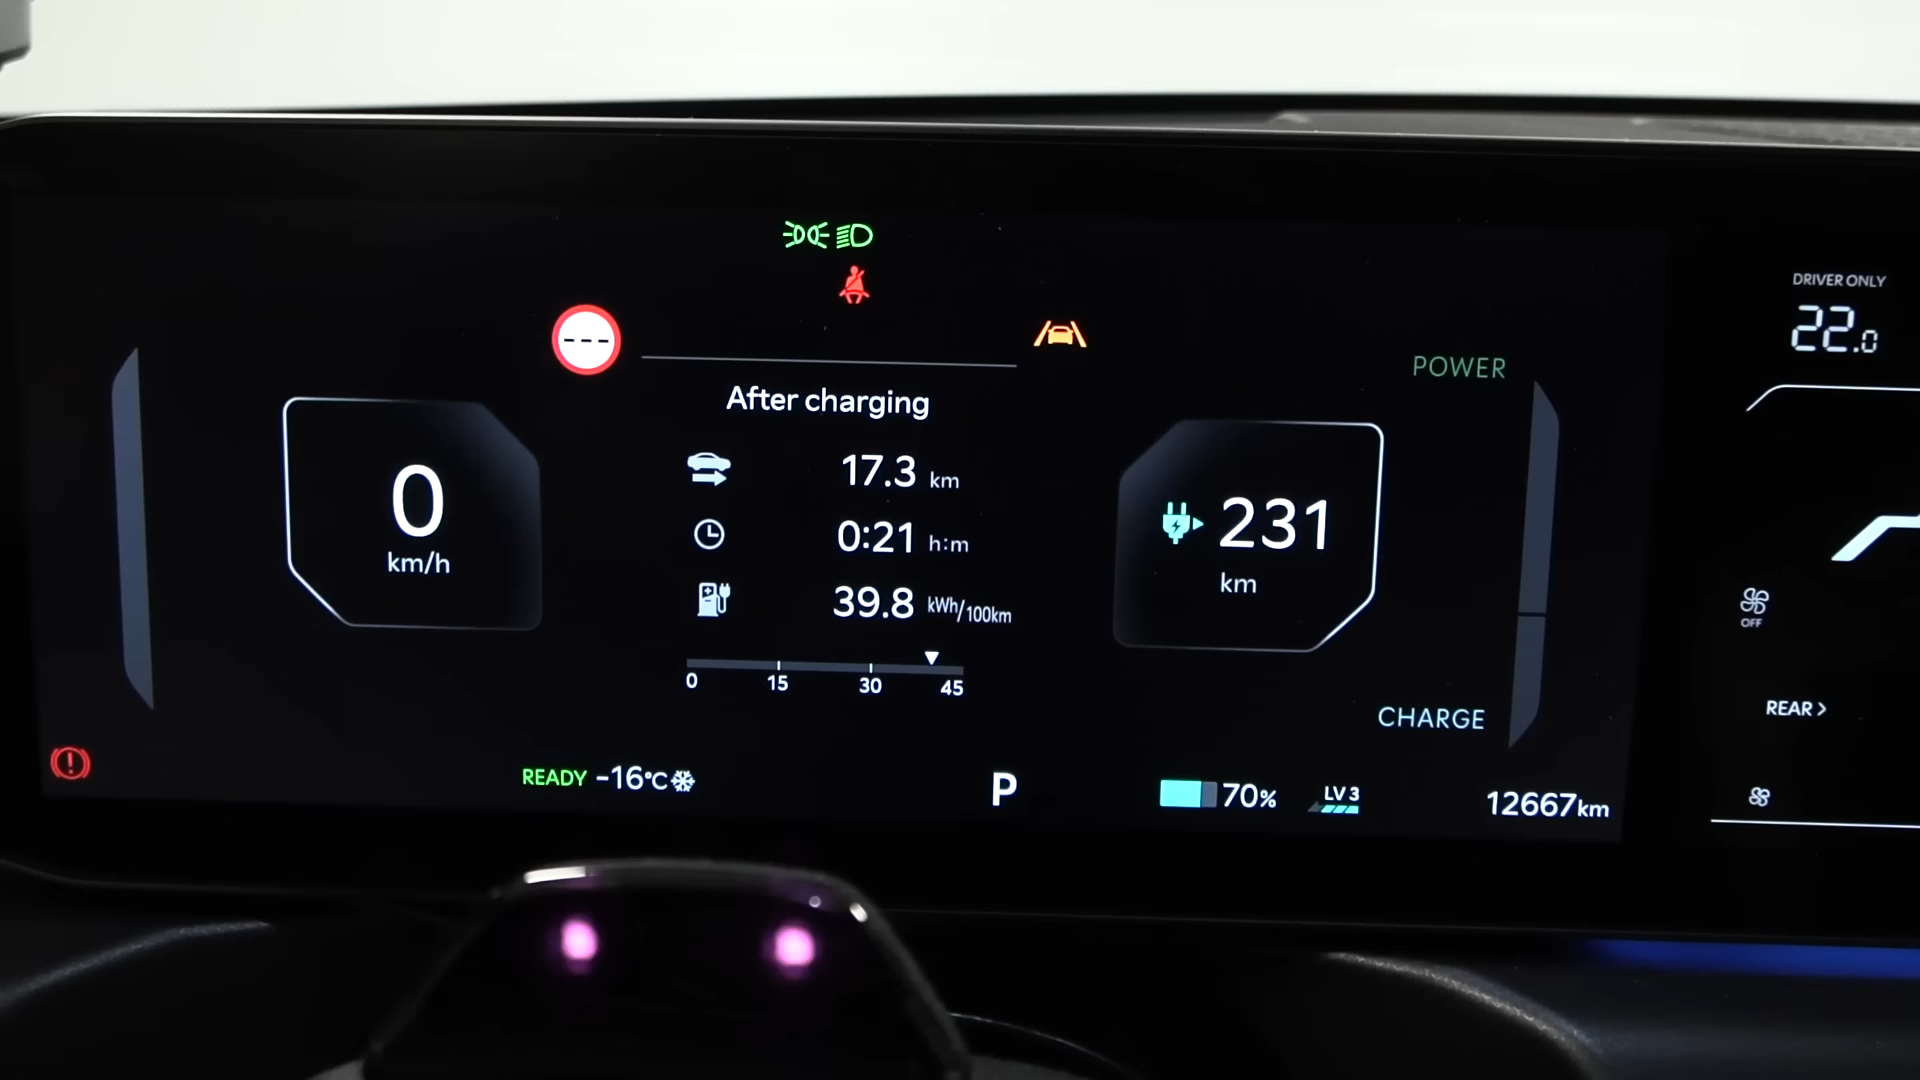 DRIVER ONLY
22.0
---
POWER
After charging
17.3 km
0 km/h
0:21 h:m
231 km
39.8 kWh/100km
0 15 30 45
OFF
REAR >
CHARGE
READY -16°C
P
70%
LV 3
12667km